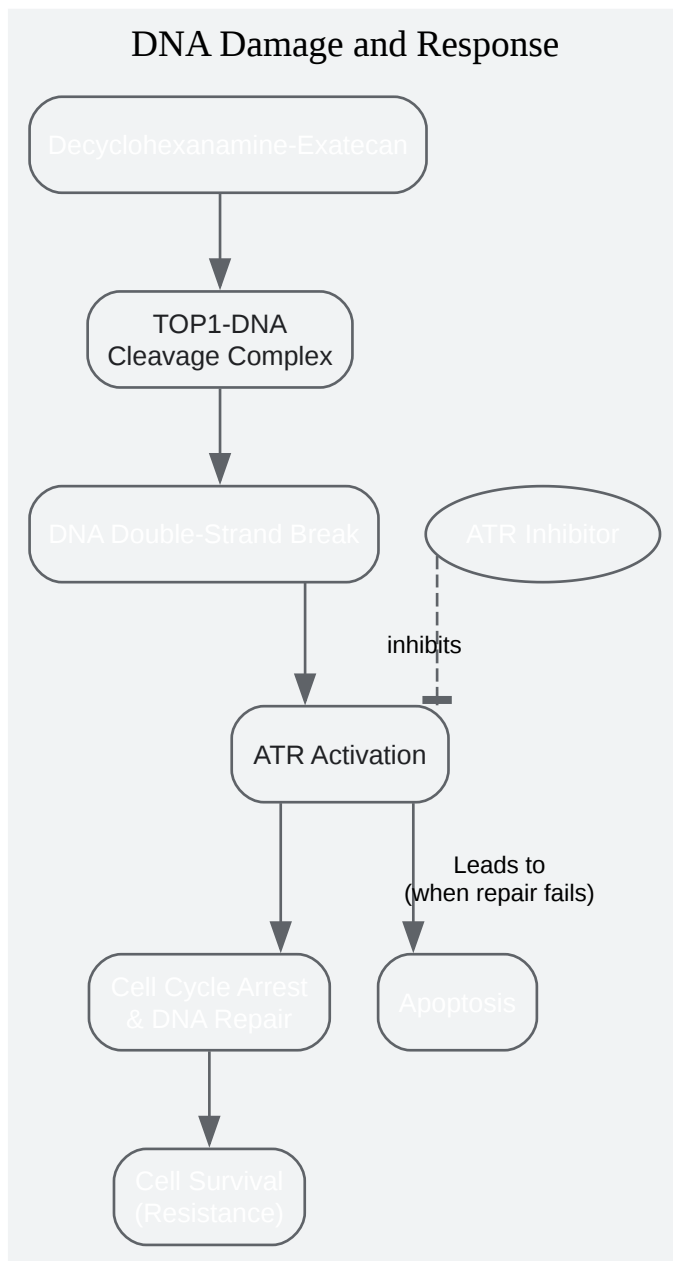 DNA Damage and Response
Decyclohexanamine-Exatecan
TOP1-DNA
Cleavage Complex
DNA Double-Strand Break
ATR Inhibitor
inhibits
ATR Activation
Leads to
(when repair fails)
Cell Cycle Arrest
& DNA Repair
Apoptosis
Cell Survival
(Resistance)